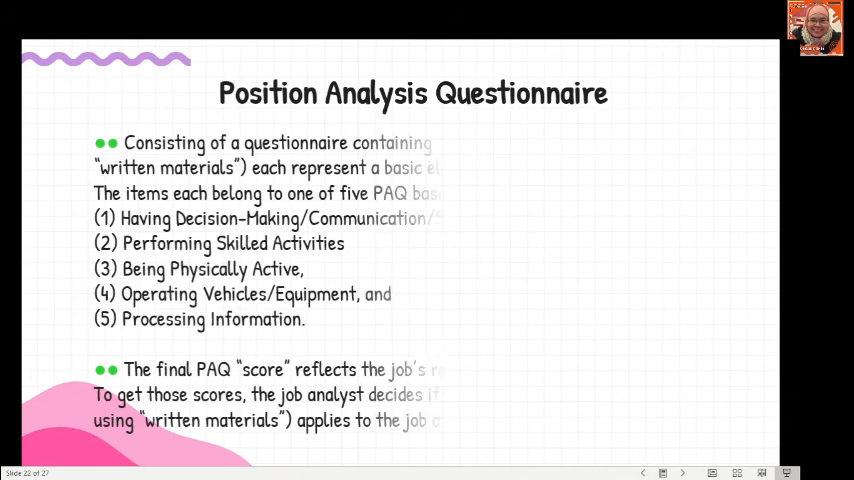 Position Analysis Questionnaire
Consisting of a questionnaire containing
“written materials”) each represent a basic
The items each belong to one of five PAQ
(1) Having Decision-Making/Communication/
(2) Performing Skilled Activities
(3) Being Physically Active,
(4) Operating Vehicles/Equipment, and
(5) Processing Information.
The final PAQ “score” reflects the job’s
To get those scores, the job analyst decides if
using “written materials”) applies to the job
Slide 22 of 27